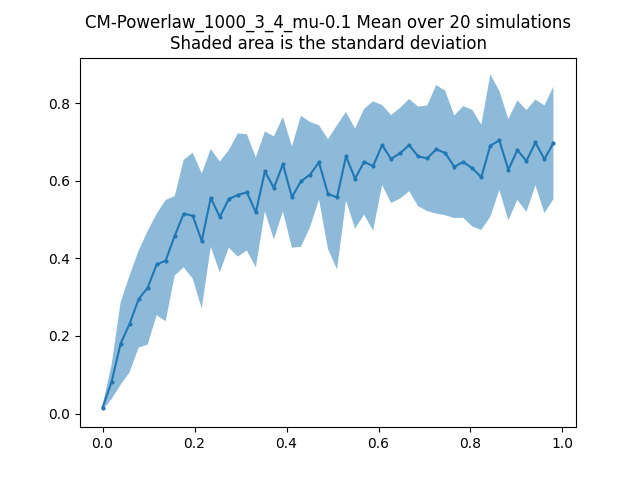 CM-Powerlaw_1000_3_4_mu-0.1 Mean over 20 simulations
Shaded area is the standard deviation
0.8
0.6
0.4
0.2
0.0
0.0 0.2 0.4 0.6 0.8 1.0